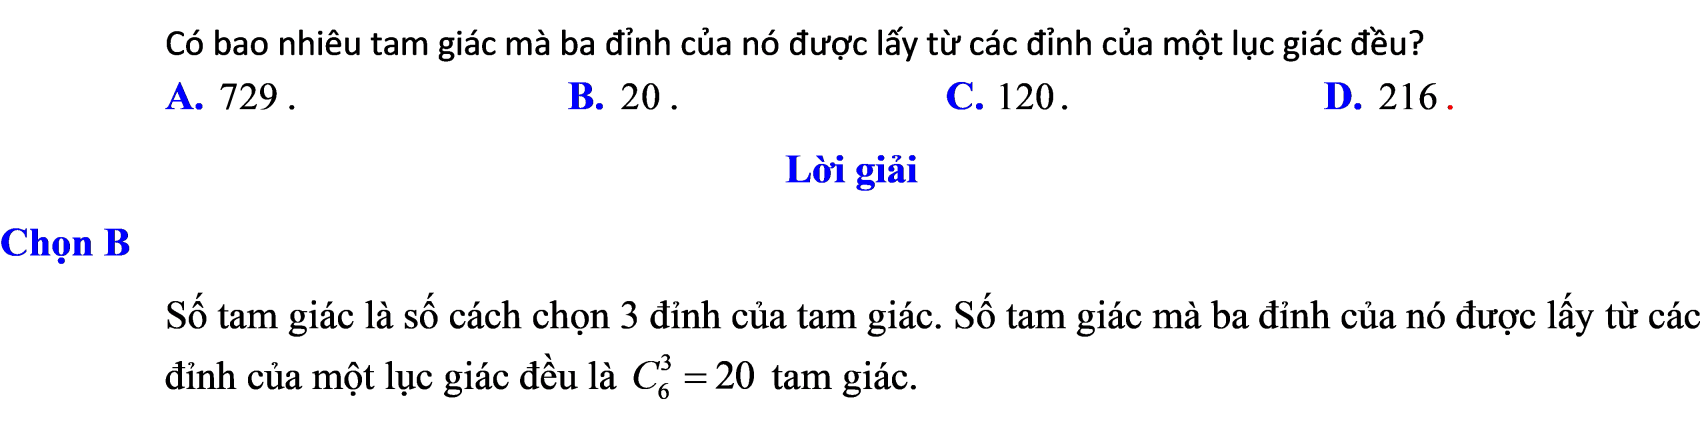 Có bao nhiêu tam giác mà ba đỉnh của nó được lấy từ các đỉnh của một lục giác đều?
A. 729 . B. 20 . C. 120 . D. 216 .
Lời giải
Chọn B
Số tam giác là số cách chọn 3 đỉnh của tam giác. Số tam giác mà ba đỉnh của nó được lấy từ các
đỉnh của một lục giác đều là $C_6^3 = 20$ tam giác.